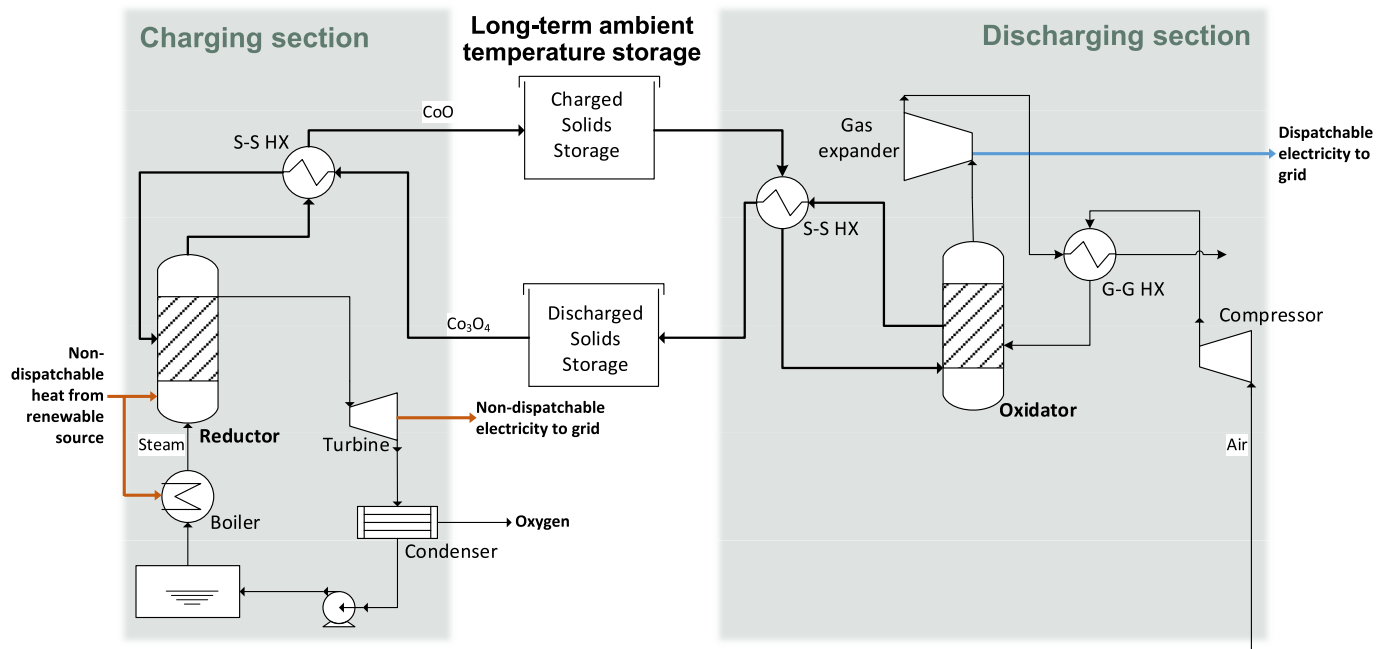 Charging section
Long-term ambient
temperature storage
Discharging section
CoO
Charged
Solids
Storage
S-S HX
Gas
expander
Dispatchable
electricity to
grid
S-S HX
G-G HX
Compressor
Co₃O₄
Discharged
Solids
Storage
Non-
dispatchable
heat from
renewable
source
Reductor
Steam
Turbine
Non-dispatchable
electricity to grid
Oxidator
Air
Boiler
Oxygen
Condenser